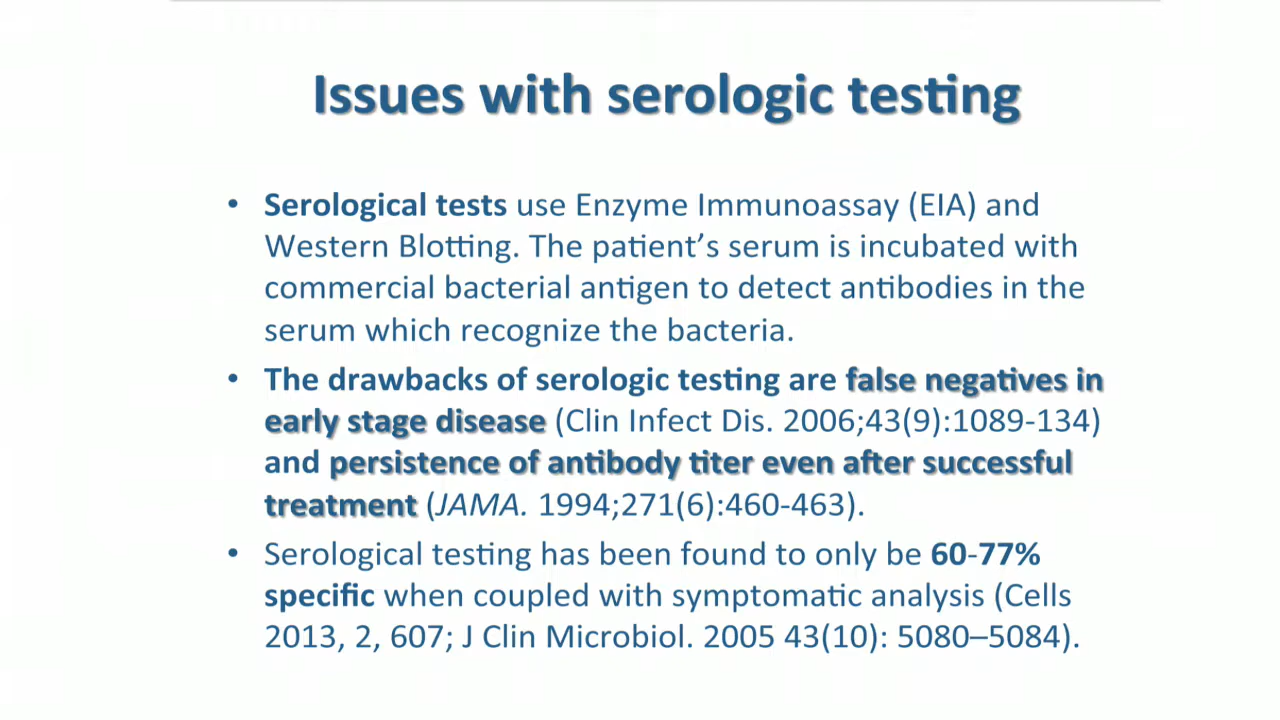 Issues with serologic testing
• Serological tests use Enzyme Immunoassay (EIA) and
Western Blotting. The patient’s serum is incubated with
commercial bacterial antigen to detect antibodies in the
serum which recognize the bacteria.
• The drawbacks of serologic testing are false negatives in
early stage disease (Clin Infect Dis. 2006;43(9):1089-134)
and persistence of antibody titer even after successful
treatment (JAMA. 1994;271(6):460-463).
• Serological testing has been found to only be 60-77%
specific when coupled with symptomatic analysis (Cells
2013, 2, 607; J Clin Microbiol. 2005 43(10): 5080–5084).